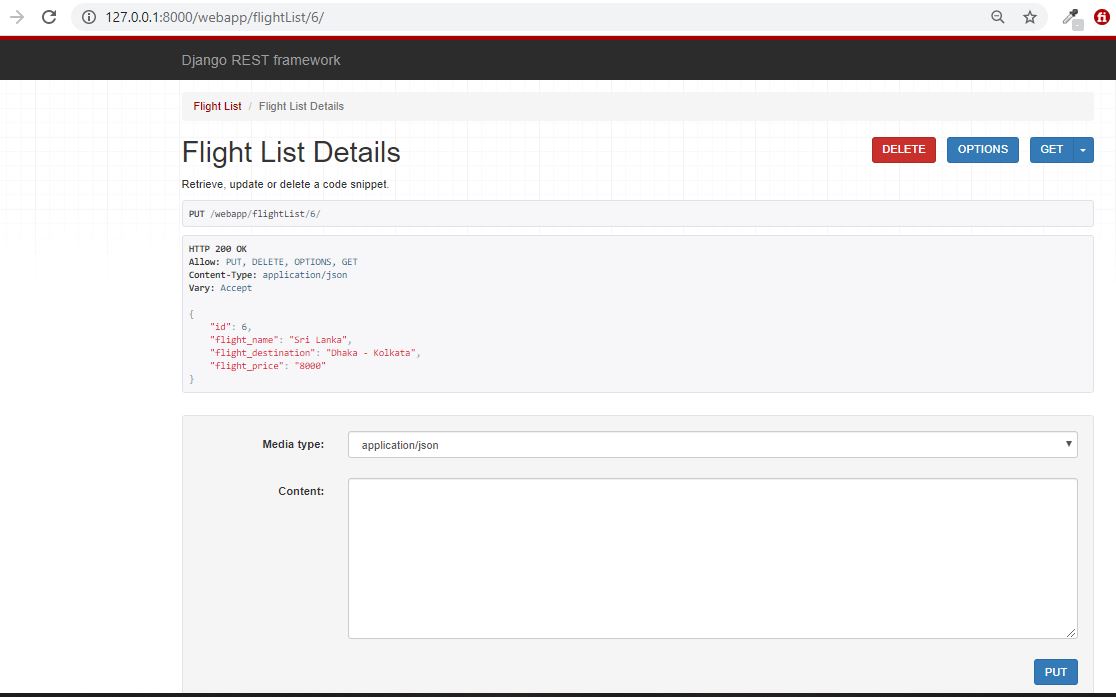 127.0.0.1:8000/webapp/flightList/6/
Django REST framework
Flight List / Flight List Details
Flight List Details
DELETE OPTIONS GET
Retrieve, update or delete a code snippet.
PUT /webapp/flightList/6/
HTTP 200 OK
Allow: PUT, DELETE, OPTIONS, GET
Content-Type: application/json
Vary: Accept
{
"id": 6,
"flight_name": "Sri Lanka",
"flight_destination": "Dhaka - Kolkata",
"flight_price": "8000"
}
Media type: application/json
Content:
PUT